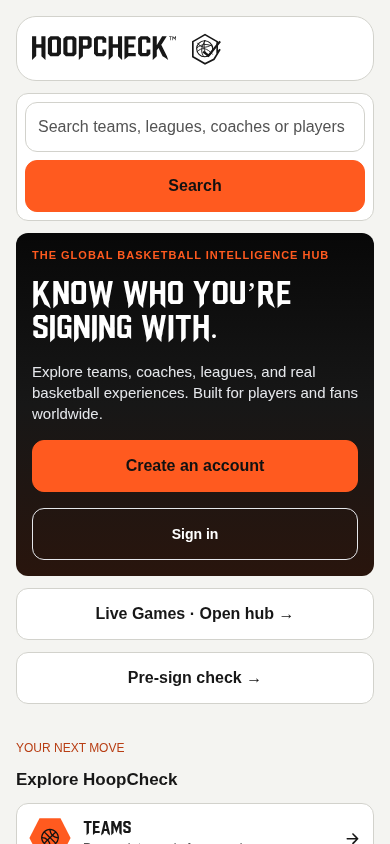 HOOPCHECK™
Search teams, leagues, coaches or players
Search
THE GLOBAL BASKETBALL INTELLIGENCE HUB
KNOW WHO YOU’RE
SIGNING WITH.
Explore teams, coaches, leagues, and real
basketball experiences. Built for players and fans
worldwide.
Create an account
Sign in
Live Games · Open hub →
Pre-sign check →
YOUR NEXT MOVE
Explore HoopCheck
TEAMS